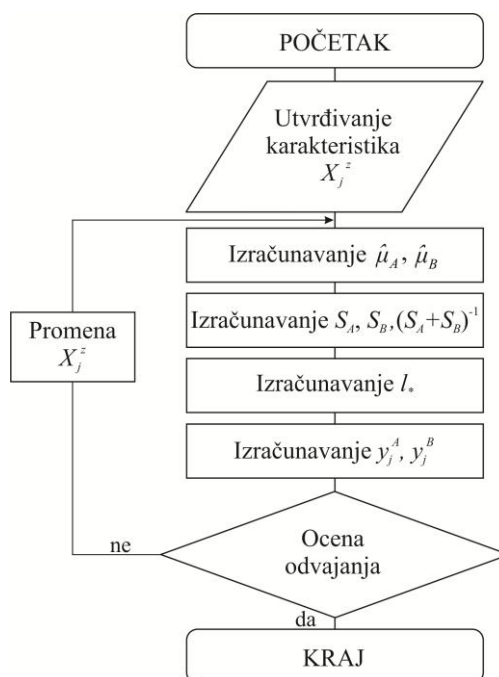 POČETAK
Utvrđivanje
karakteristika
X_j^z
Izračunavanje μ̂_A, μ̂_B
Izračunavanje S_A, S_B,(S_A+S_B)^-1
Promena
X_j^z
Izračunavanje l_*
Izračunavanje y_j^A, y_j^B
Ocena
odvajanja
ne
da
KRAJ